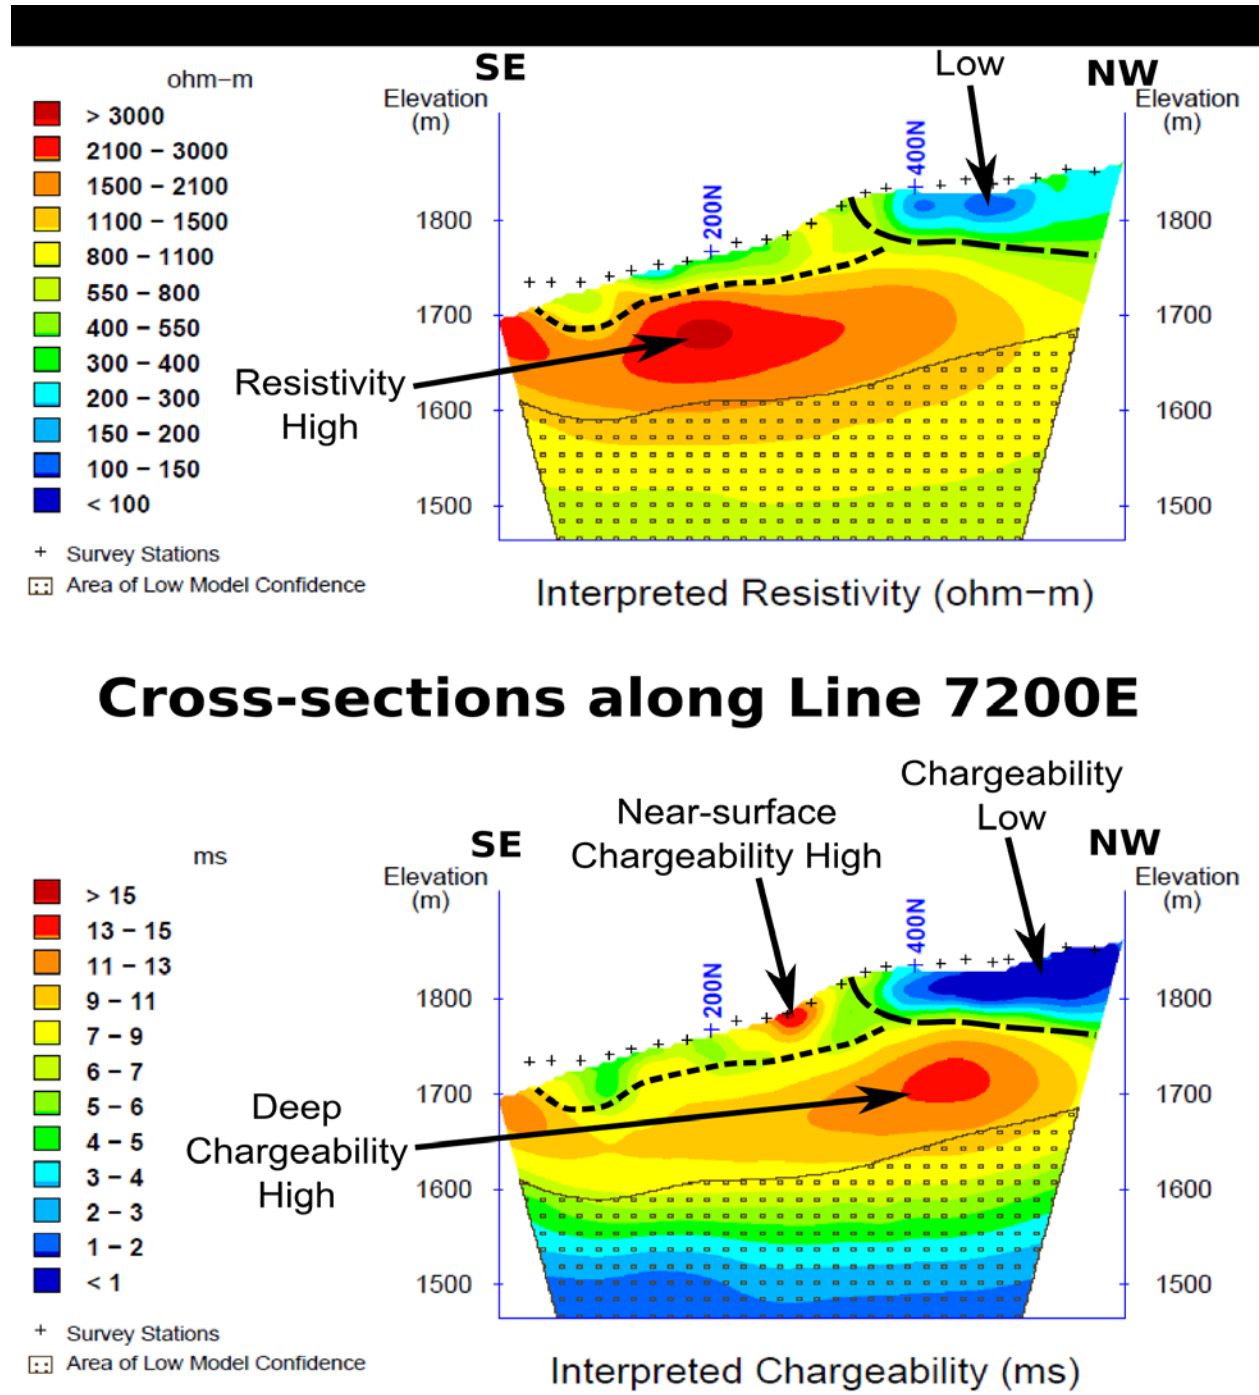 SE
Low
NW
ohm-m
> 3000
2100 - 3000
1500 - 2100
1100 - 1500
800 - 1100
550 - 800
400 - 550
300 - 400
200 - 300
150 - 200
100 - 150
< 100
+ Survey Stations
Area of Low Model Confidence
Elevation
(m)
1800
1700
1600
1500
200N
400N
Elevation
(m)
1800
1700
1600
1500
Resistivity
High
Interpreted Resistivity (ohm-m)
Cross-sections along Line 7200E
Chargeability
Low
Near-surface
Chargeability High
SE
NW
ms
> 15
13 - 15
11 - 13
9 - 11
7 - 9
6 - 7
5 - 6
4 - 5
3 - 4
2 - 3
1 - 2
< 1
+ Survey Stations
Area of Low Model Confidence
Elevation
(m)
1800
1700
1600
1500
200N
400N
Elevation
(m)
1800
1700
1600
1500
Deep
Chargeability
High
Interpreted Chargeability (ms)